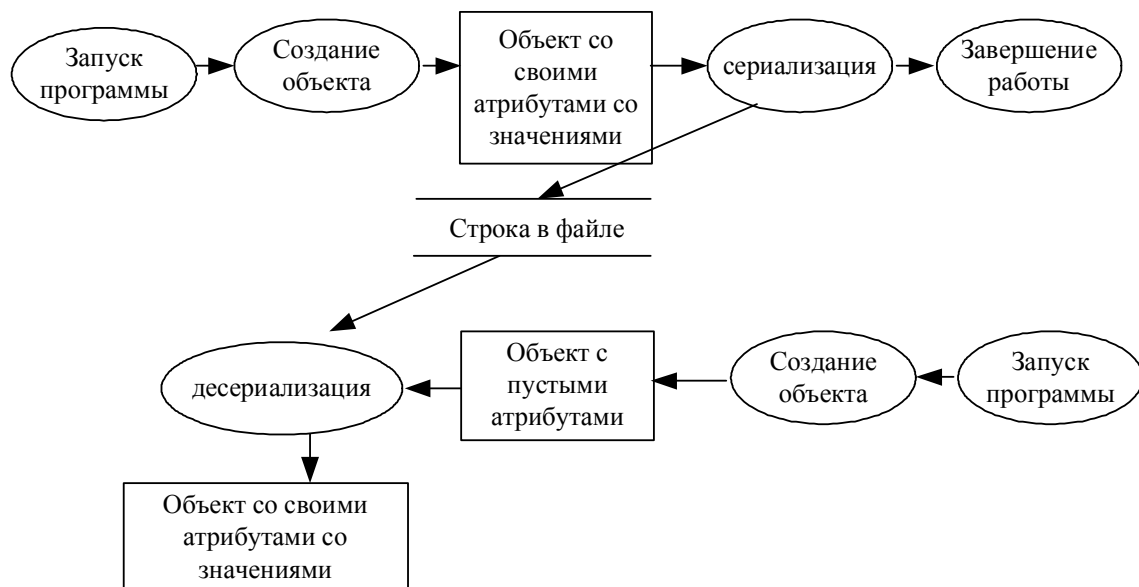 Запуск
программы
Создание
объекта
Объект со
своими
атрибутами со
значениями
сериализация
Завершение
работы
Строка в файле
десериализация
Объект с
пустыми
атрибутами
Создание
объекта
Запуск
программы
Объект со своими
атрибутами со
значениями